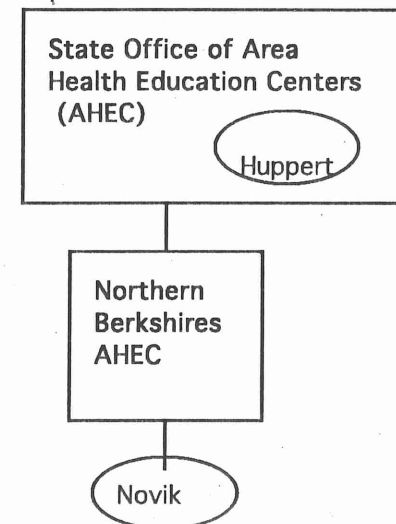 State Office of Area
Health Education Centers
(AHEC)
Huppert
Northern
Berkshires
AHEC
Novik